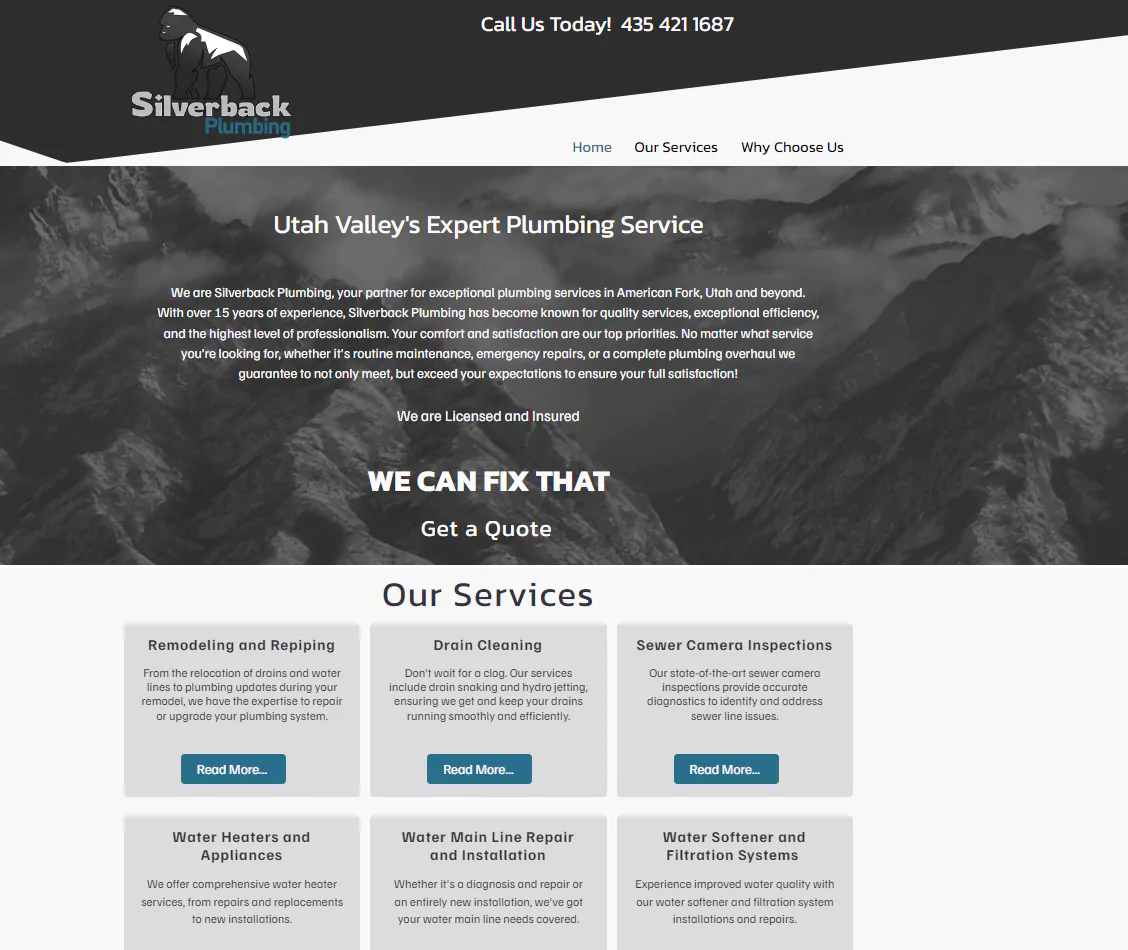 Call Us Today! 435 421 1687
Silverback
Plumbing
Home Our Services Why Choose Us
Utah Valley's Expert Plumbing Service
We are Silverback Plumbing, your partner for exceptional plumbing services in American Fork, Utah and beyond.
With over 15 years of experience, Silverback Plumbing has become known for quality services, exceptional efficiency,
and the highest level of professionalism. Your comfort and satisfaction are our top priorities. No matter what service
you're looking for, whether it's routine maintenance, emergency repairs, or a complete plumbing overhaul we
guarantee to not only meet, but exceed your expectations to ensure your full satisfaction!
We are Licensed and Insured
WE CAN FIX THAT
Get a Quote
Our Services
Remodeling and Repiping
From the relocation of drains and water
lines to plumbing updates during your
remodel, we have the expertise to repair
or upgrade your plumbing system.
Read More...
Drain Cleaning
Don't wait for a clog. Our services
include drain snaking and hydro jetting,
ensuring we get and keep your drains
running smoothly and efficiently.
Read More...
Sewer Camera Inspections
Our state-of-the-art sewer camera
inspections provide accurate
diagnostics to identify and address
sewer line issues.
Read More...
Water Heaters and
Appliances
We offer comprehensive water heater
services, from repairs and replacements
to new installations.
Water Main Line Repair
and Installation
Whether it's a diagnosis and repair or
an entirely new installation, we've got
your water main line needs covered.
Water Softener and
Filtration Systems
Experience improved water quality with
our water softener and filtration system
installations and repairs.